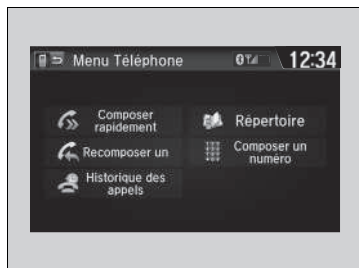 Menu Téléphone
12:34
Composer
rapidement
Répertoire
Recomposer un
Composer un
numéro
Historique des
appels